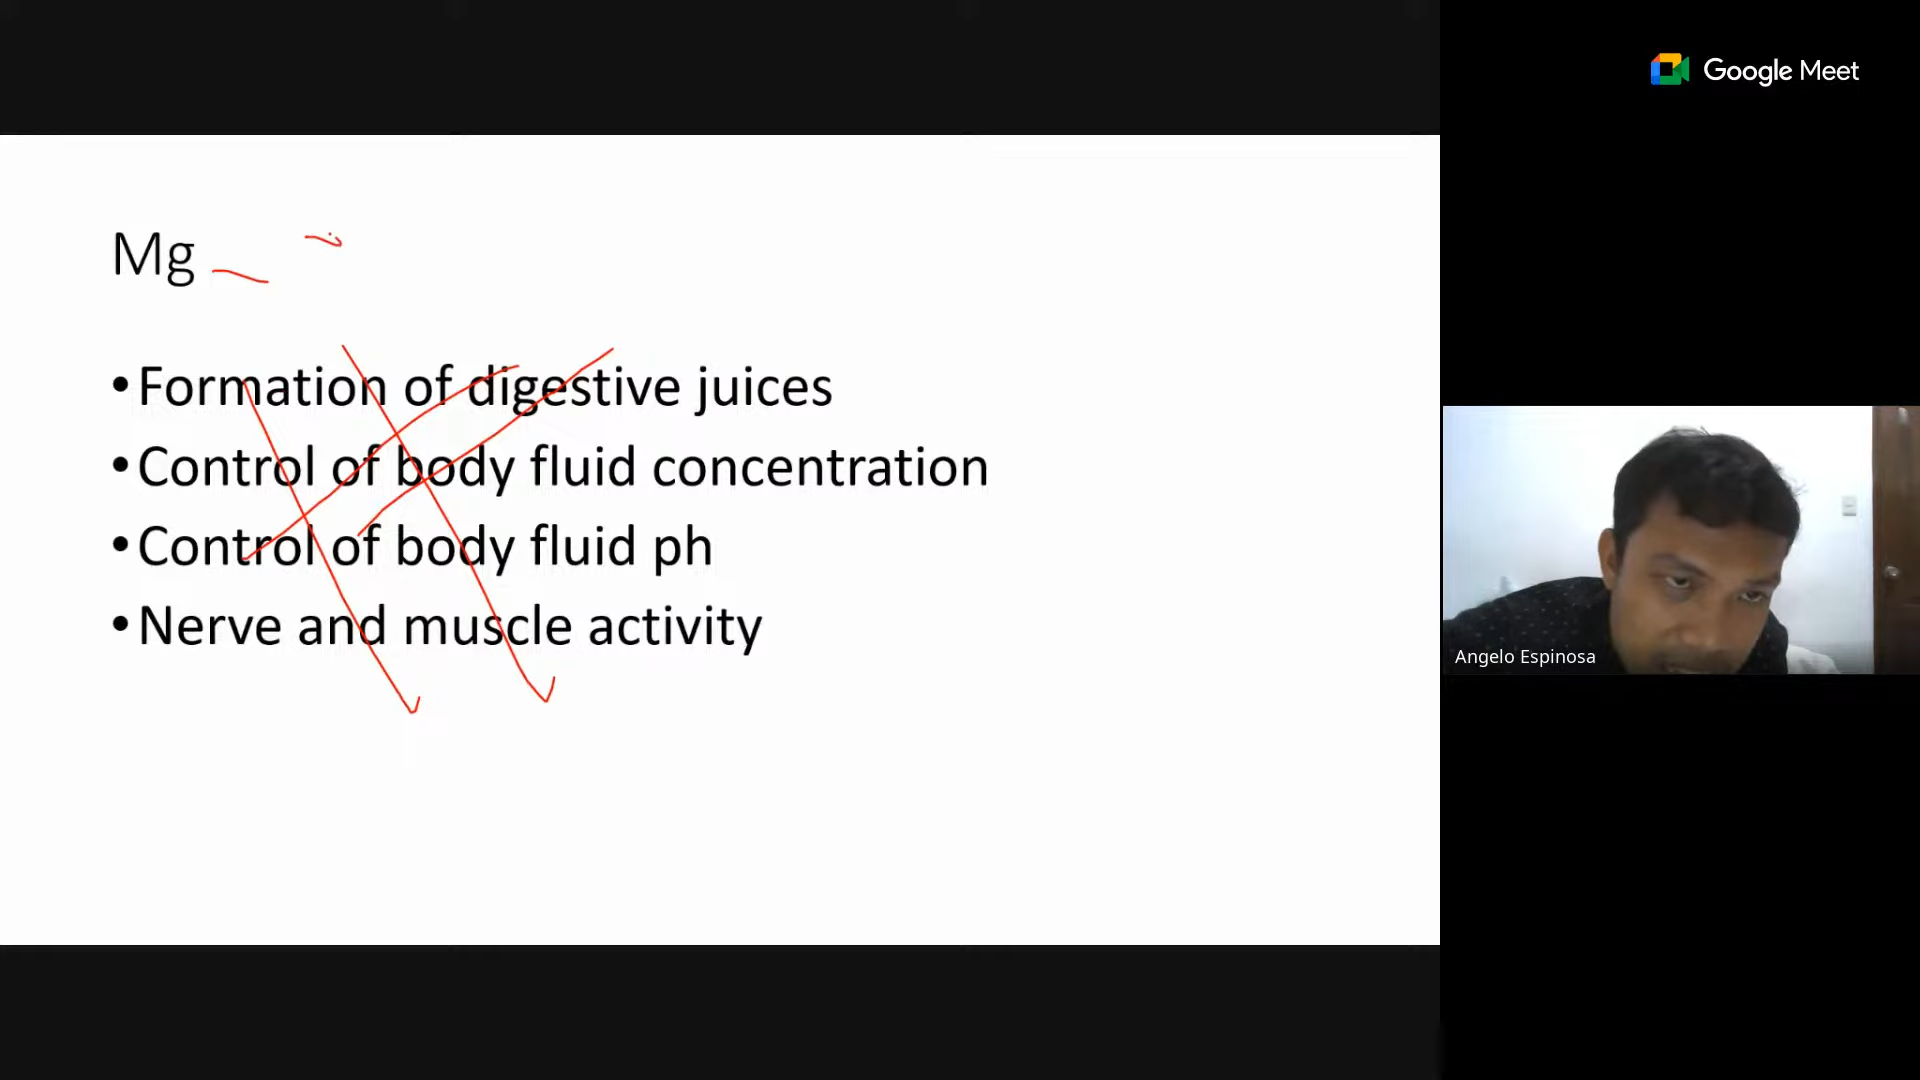 Google Meet
Mg
•Formation of digestive juices
•Control of body fluid concentration
•Control of body fluid ph
•Nerve and muscle activity
Angelo Espinosa